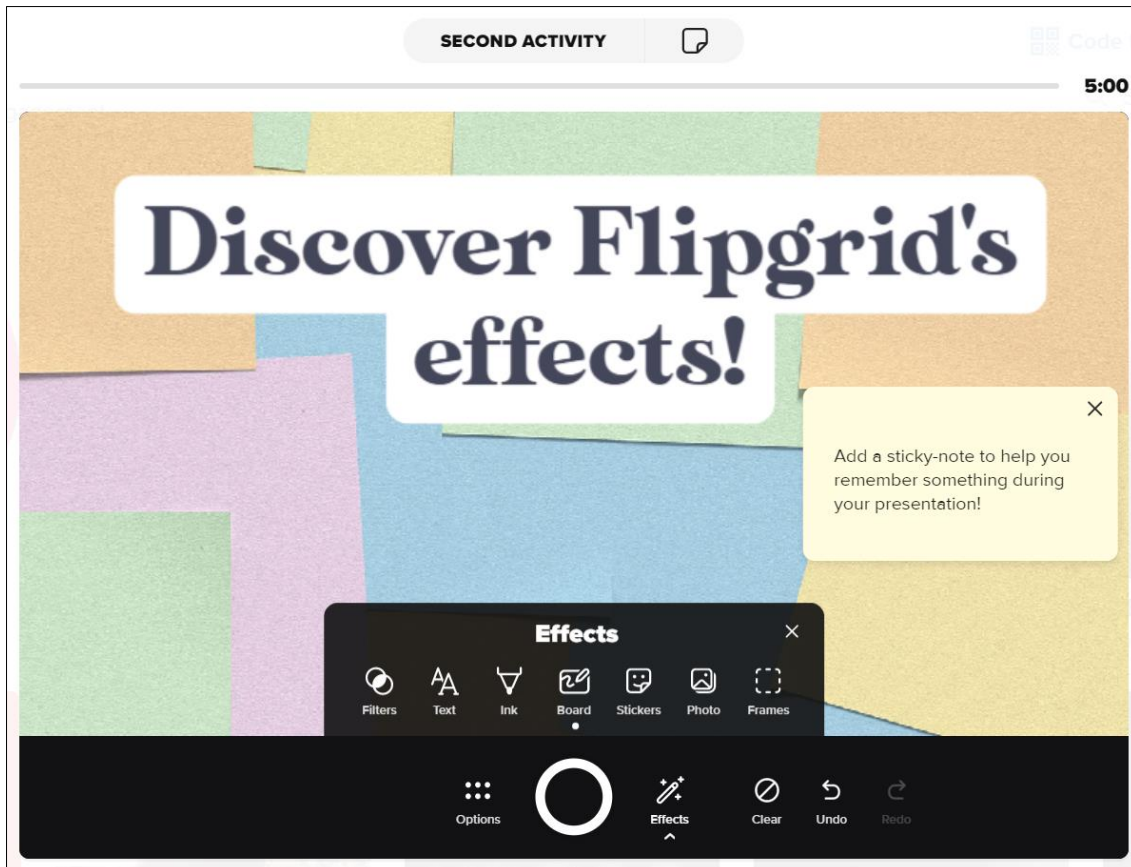 SECOND ACTIVITY
Code
5:00
Discover Flipgrid's
effects!
Add a sticky-note to help you
remember something during
your presentation!
Effects
Filters Text Ink Board Stickers Photo Frames
Options Effects Clear Undo Redo